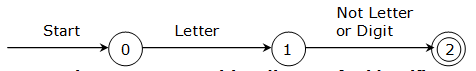 Start
Letter
Not Letter
or Digit
0
1
2